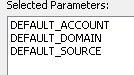 Selected Parameters:
DEFAULT_ACCOUNT
DEFAULT_DOMAIN
DEFAULT_SOURCE